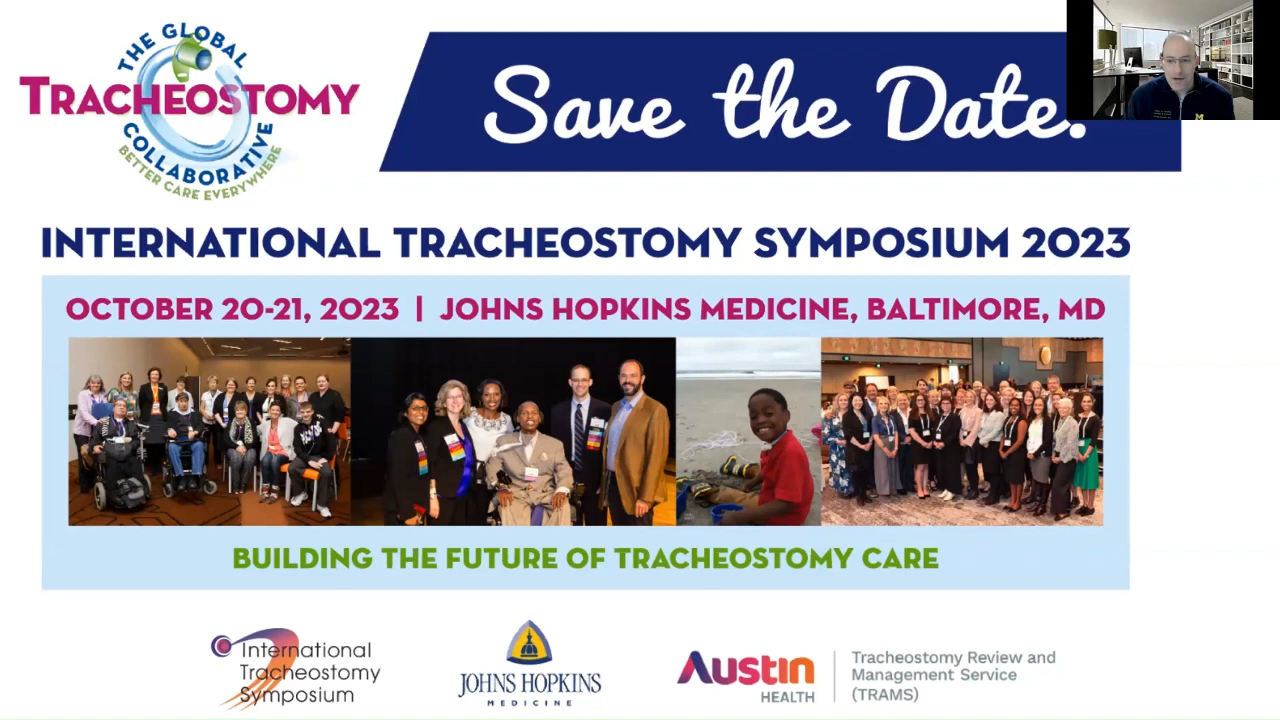 THE GLOBAL
TRACHEOSTOMY
COLLABORATIVE
BETTER CARE EVERYWHERE
Save the Date.
INTERNATIONAL TRACHEOSTOMY SYMPOSIUM 2023
OCTOBER 20-21, 2023 | JOHNS HOPKINS MEDICINE, BALTIMORE, MD
BUILDING THE FUTURE OF TRACHEOSTOMY CARE
International
Tracheostomy
Symposium
JOHNS HOPKINS
MEDICINE
Austin
HEALTH
Tracheostomy Review and
Management Service
(TRAMS)
M